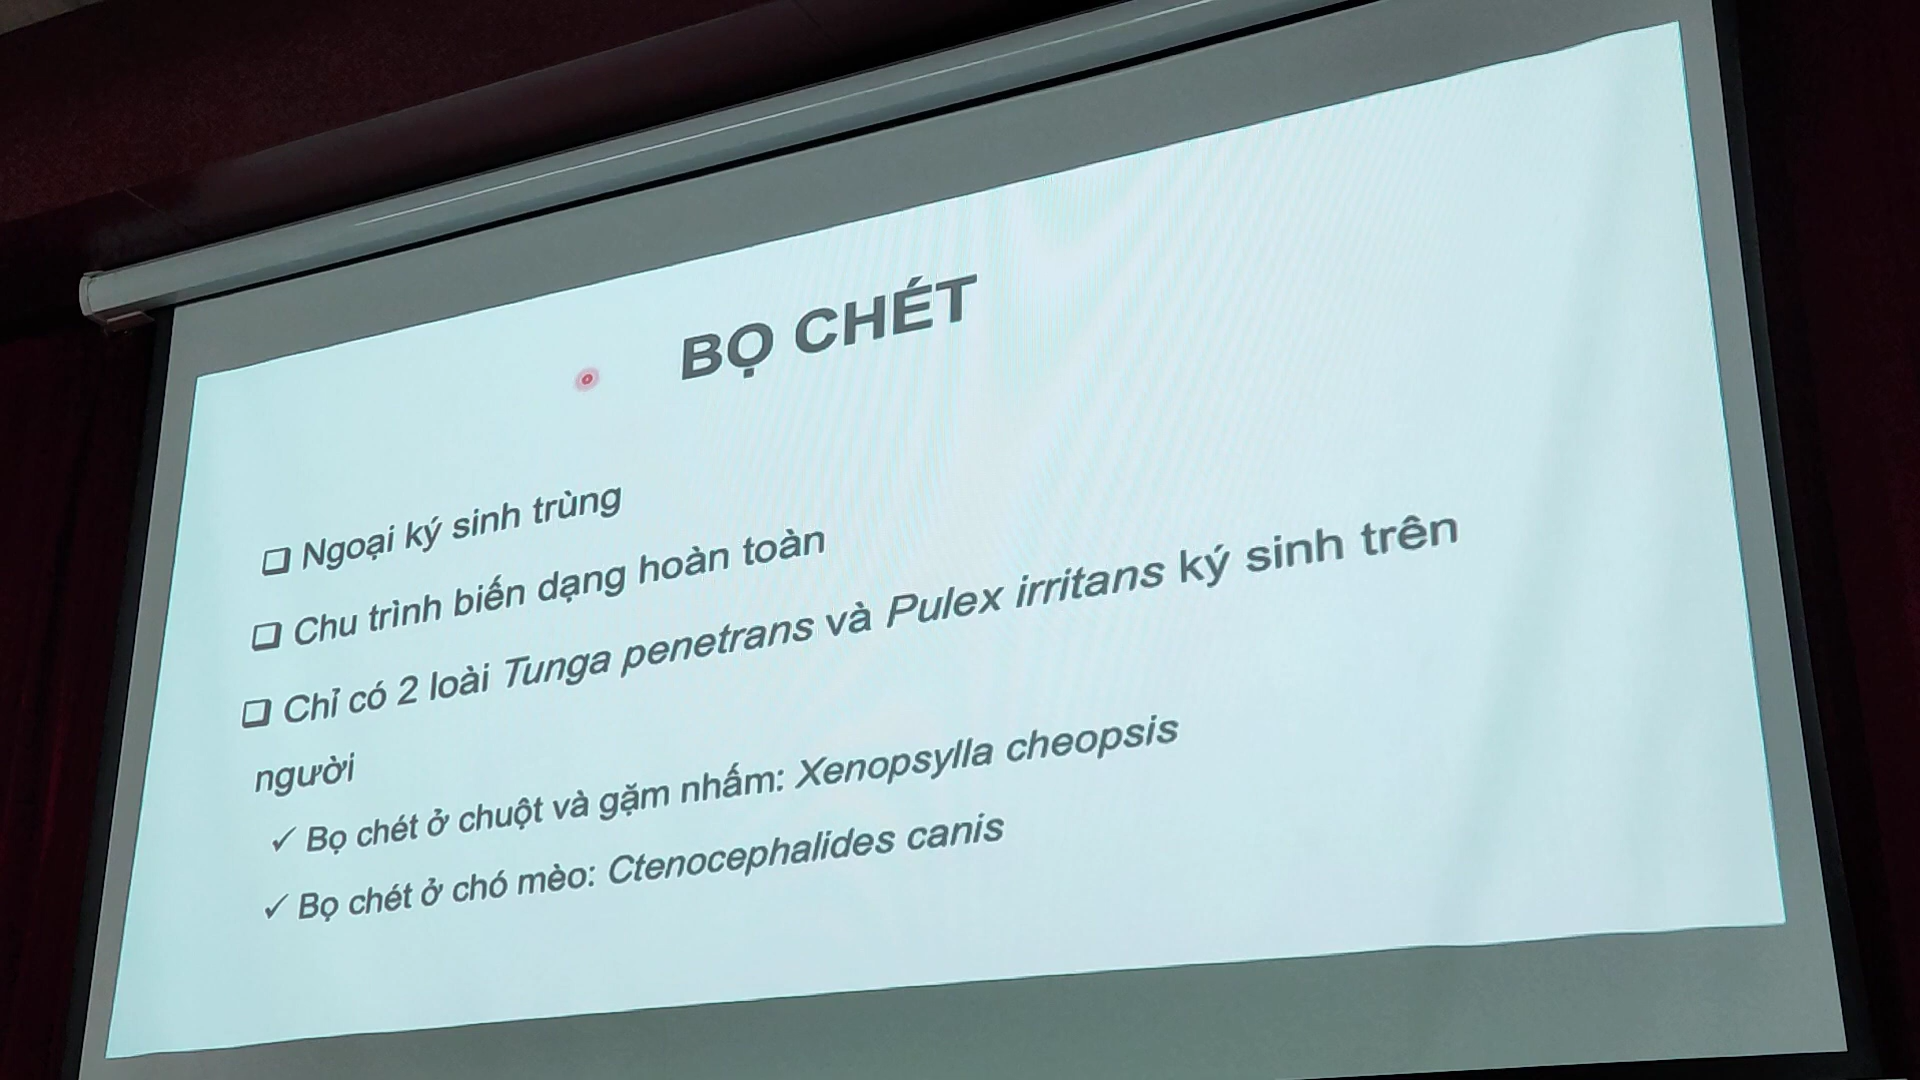 BỌ CHÉT
❑ Ngoại ký sinh trùng
❑ Chu trình biến dạng hoàn toàn
❑ Chỉ có 2 loài Tunga penetrans và Pulex irritans ký sinh trên
người
✓ Bọ chét ở chuột và gặm nhấm: Xenopsylla cheopsis
✓ Bọ chét ở chó mèo: Ctenocephalides canis